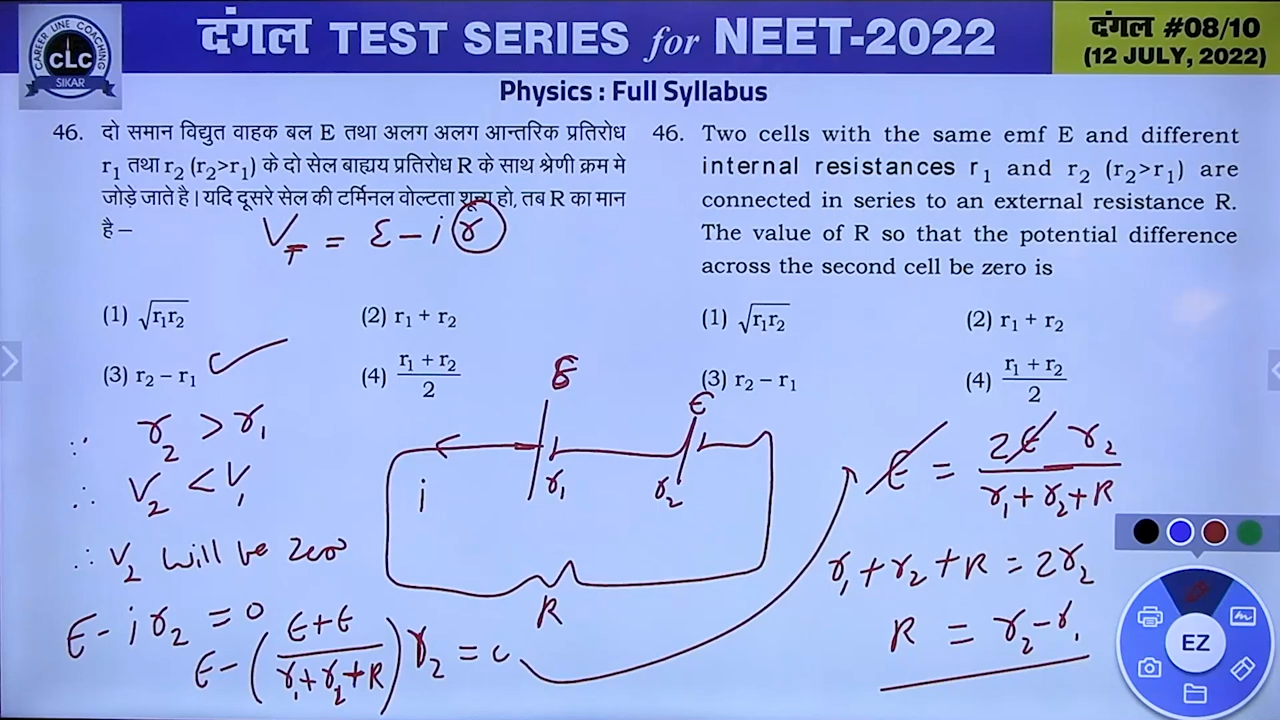 CAREER LINE COACHING
CLC
SIKAR
दंगल TEST SERIES for NEET-2022
दंगल #08/10
(12 JULY, 2022)
Physics : Full Syllabus
46. दो समान विद्युत वाहक बल E तथा अलग अलग आन्तरिक प्रतिरोध
r₁ तथा r₂ (r₂>r₁) के दो सेल बाह्यय प्रतिरोध R के साथ श्रेणी क्रम मे
जोड़े जाते है। यदि दूसरे सेल की टर्मिनल वोल्टता शून्य हो, तब R का मान
है –
V_T = ε – i r
(1) √r₁r₂
(2) r₁ + r₂
(3) r₂ – r₁
(4) (r₁ + r₂)/2
46. Two cells with the same emf E and different
internal resistances r₁ and r₂ (r₂>r₁) are
connected in series to an external resistance R.
The value of R so that the potential difference
across the second cell be zero is
(1) √r₁r₂
(2) r₁ + r₂
(3) r₂ – r₁
(4) (r₁ + r₂)/2
∵ r₂ > r₁
∴ V₂ < V₁
∴ V₂ will be zero
E – i r₂ = 0
E – ((E+E)/(r₁+r₂+R)) r₂ = 0
E
E
i
r₁
r₂
R
E = 2E r₂/(r₁+r₂+R)
r₁+r₂+R = 2r₂
R = r₂–r₁
EZ